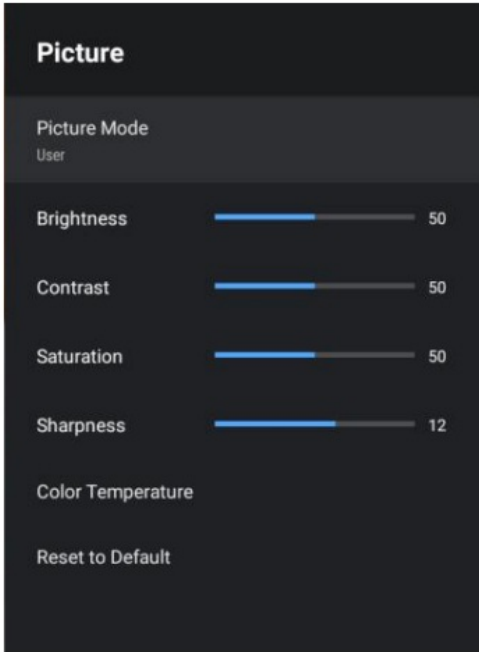 Picture
Picture Mode
User
Brightness 50
Contrast 50
Saturation 50
Sharpness 12
Color Temperature
Reset to Default